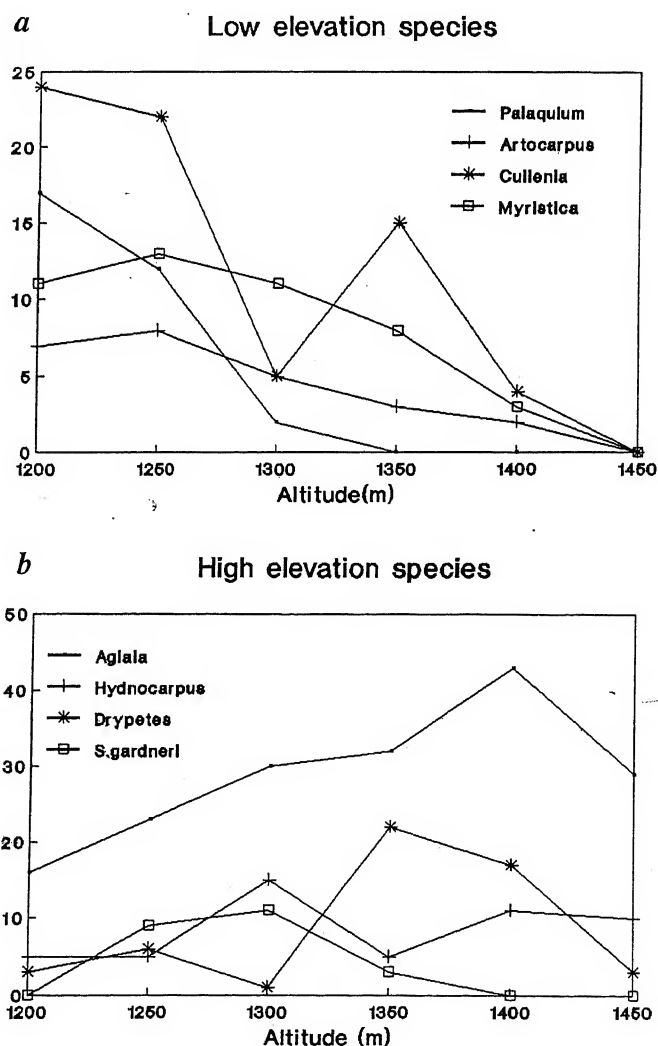 a
Low elevation species
25
20
15
10
5
0
Palaquium
Artocarpus
Cullenia
Myristica
1200 1250 1300 1350 1400 1450
Altitude(m)
b
High elevation species
50
40
30
20
10
0
Aglaia
Hydnocarpus
Drypetes
S.gardneri
1200 1250 1300 1350 1400 1450
Altitude (m)